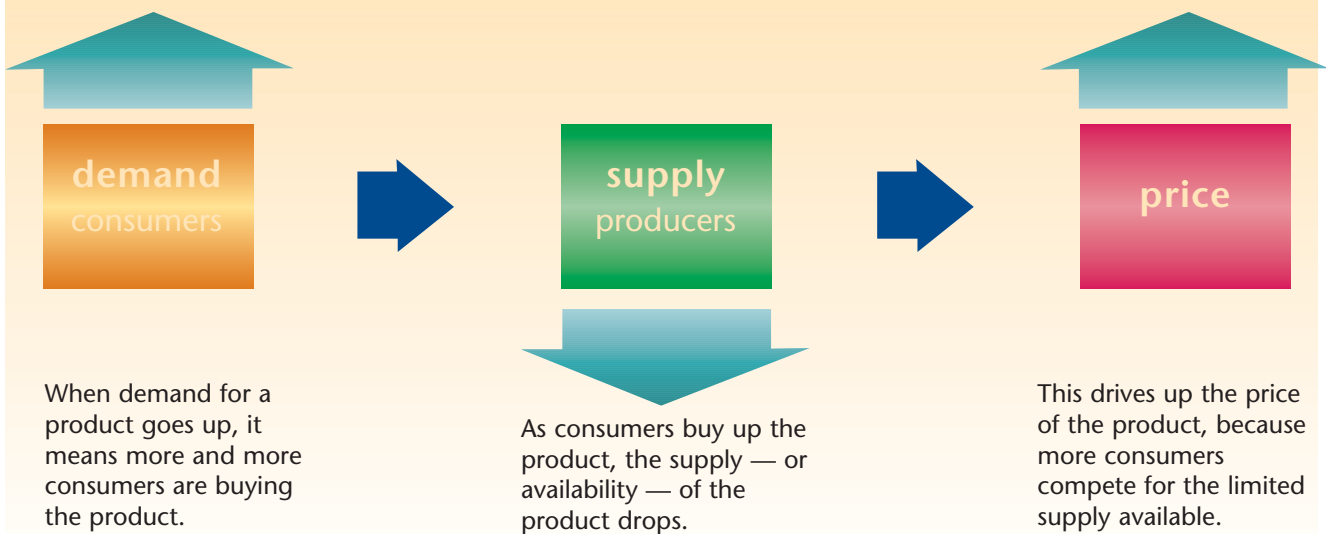 demand
consumers
supply
producers
price
When demand for a
product goes up, it
means more and more
consumers are buying
the product.
As consumers buy up the
product, the supply — or
availability — of the
product drops.
This drives up the price
of the product, because
more consumers
compete for the limited
supply available.